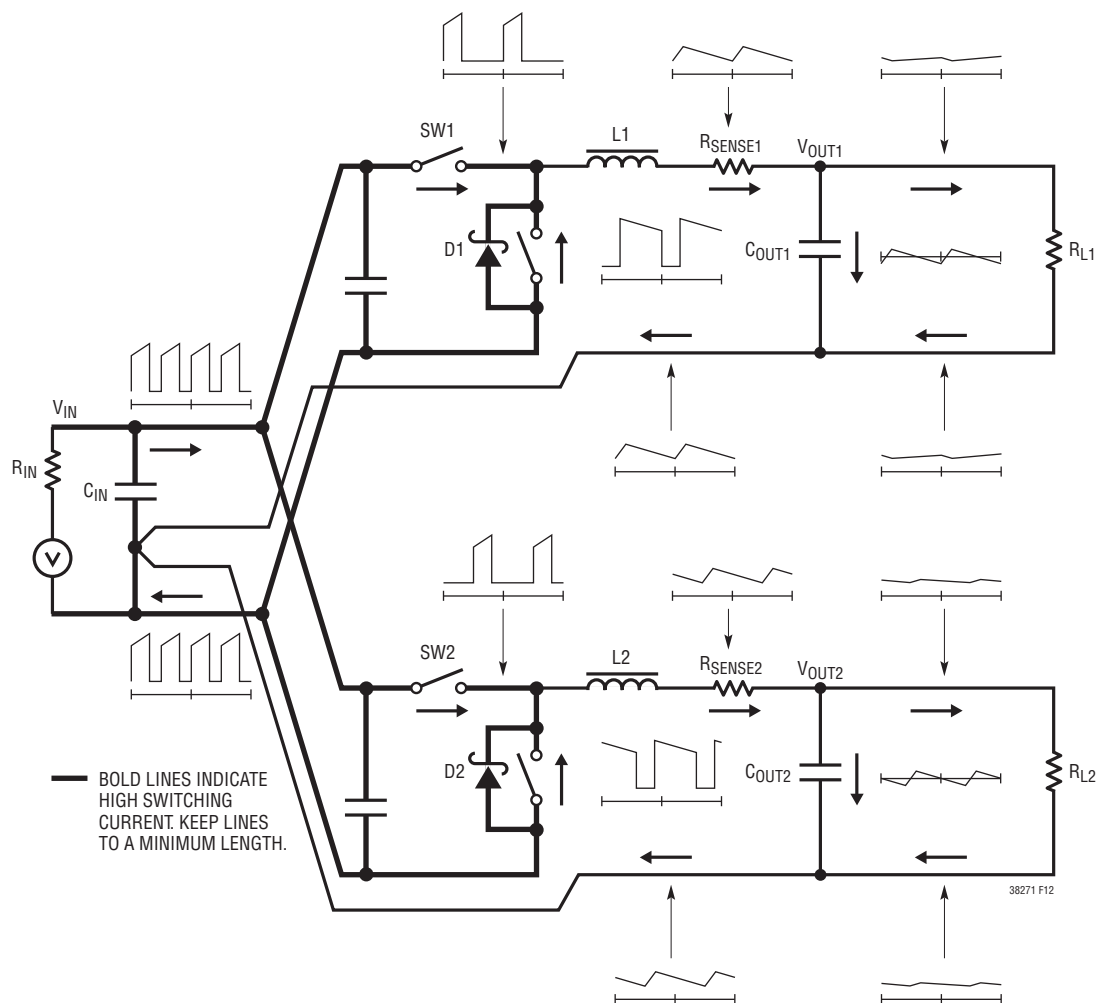 SW1
L1
RSENSE1
VOUT1
D1
COUT1
RL1
VIN
RIN
CIN
V
SW2
L2
RSENSE2
VOUT2
D2
COUT2
RL2
BOLD LINES INDICATE
HIGH SWITCHING
CURRENT. KEEP LINES
TO A MINIMUM LENGTH.
38271 F12